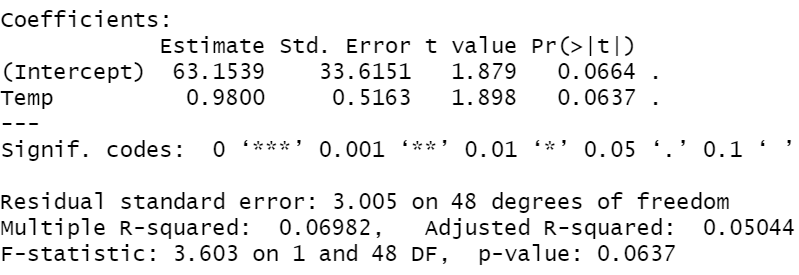 Coefficients:
            Estimate Std. Error t value Pr(>|t|)
(Intercept)  63.1539    33.6151   1.879   0.0664 .
Temp          0.9800     0.5163   1.898   0.0637 .
---
Signif. codes:  0 ‘***’ 0.001 ‘**’ 0.01 ‘*’ 0.05 ‘.’ 0.1 ‘ ’
Residual standard error: 3.005 on 48 degrees of freedom
Multiple R-squared:  0.06982,   Adjusted R-squared:  0.05044
F-statistic: 3.603 on 1 and 48 DF,  p-value: 0.0637